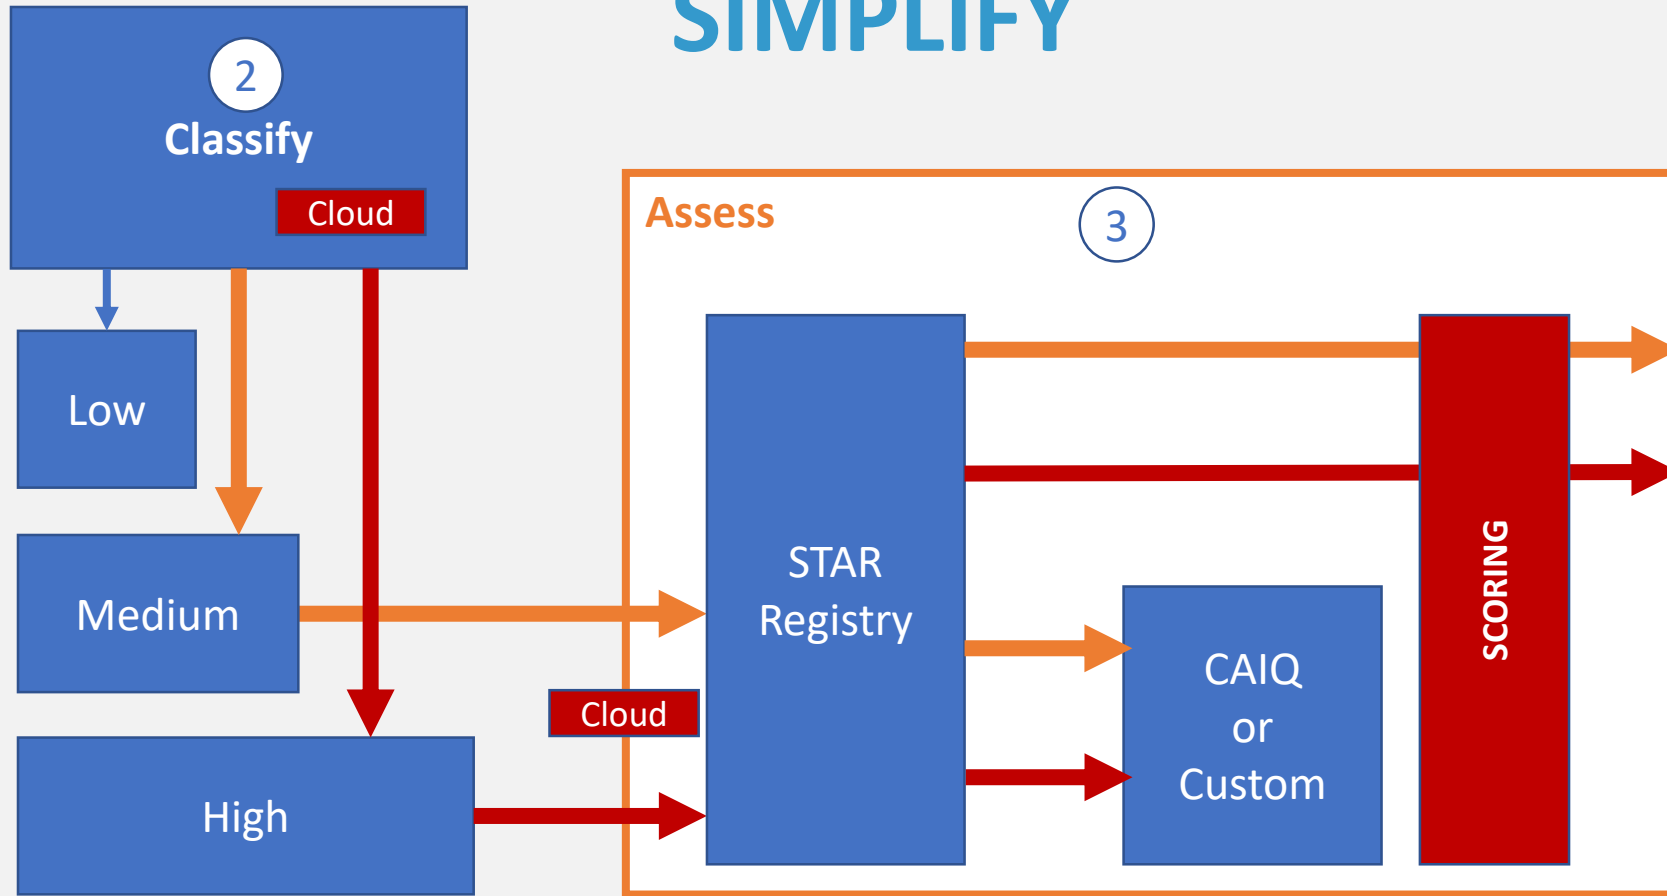 SIMPLIFY
2
Classify
Cloud
Assess
3
Low
Medium
High
Cloud
STAR
Registry
CAIQ
or
Custom
SCORING